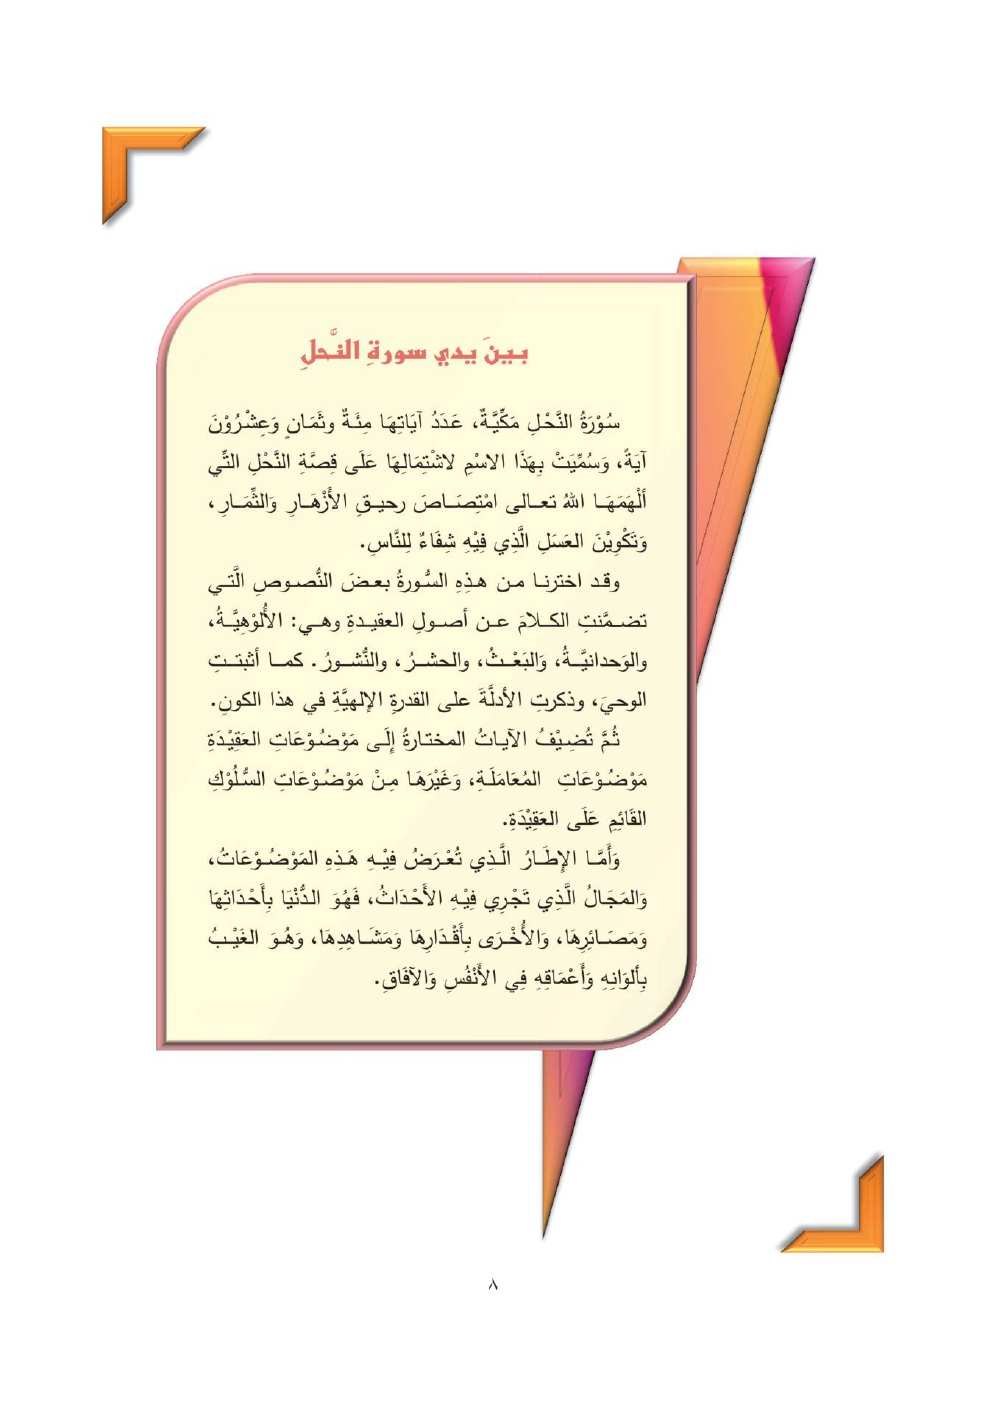 بينَ يدي سورةِ النَّحلِ
سُوْرَةُ النَّحْلِ مَكِّيَّةٌ، عَدَدُ آيَاتِهَا مِئَةٌ وثَمَانٍ وَعِشْرُوْنَ
آيَةً، وَسُمِّيَتْ بِهَذَا الاسْمِ لاشْتِمَالِهَا عَلَى قِصَّةِ النَّحْلِ التِّي
ألْهَمَهَا اللهُ تعالى امْتِصَاصَ رحيقِ الأَزْهَارِ وَالثِّمَارِ،
وَتَكْوِيْنَ العَسَلِ الَّذِي فِيْهِ شِفَاءٌ لِلنَّاسِ.
وقد اخترنا من هذِهِ السُّورةُ بعضَ النُّصوصِ الَّتي
تضمَّنتِ الكلامَ عن أصولِ العقيدةِ وهي: الأُلُوْهِيَّةُ،
والوَحدانيَّةُ، وَالبَعْثُ، والحشرُ، والنُّشورُ. كما أثبتتِ
الوحيَ، وذكرتِ الأدلَّةَ على القدرةِ الإلهيَّةِ في هذا الكونِ.
ثُمَّ تُضِيْفُ الآياتُ المختارةُ إِلَى مَوْضُوْعَاتِ العَقِيْدَةِ
مَوْضُوْعَاتِ المُعَامَلَةِ، وَغَيْرَهَا مِنْ مَوْضُوْعَاتِ السُّلُوْكِ
القَائِمِ عَلَى العَقِيْدَةِ.
وَأَمَّا الإِطَارُ الَّذِي تُعْرَضُ فِيْهِ هَذِهِ المَوْضُوْعَاتُ،
وَالمَجَالُ الَّذِي تَجْرِي فِيْهِ الأَحْدَاثُ، فَهُوَ الدُّنْيَا بِأَحْدَاثِهَا
وَمَصَائِرِهَا، وَالأُخْرَى بِأَقْدَارِهَا وَمَشَاهِدِهَا، وَهُوَ الغَيْبُ
بِألوَانِهِ وَأَعْمَاقِهِ فِي الأَنْفُسِ وَالآفَاقِ.
٨